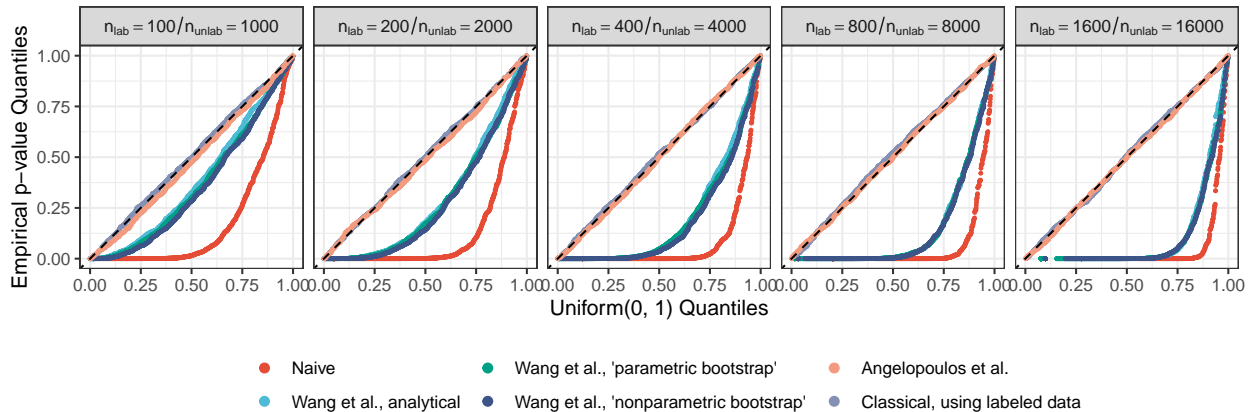 n_lab = 100/n_unlab = 1000
n_lab = 200/n_unlab = 2000
n_lab = 400/n_unlab = 4000
n_lab = 800/n_unlab = 8000
n_lab = 1600/n_unlab = 16000
Empirical p-value Quantiles
1.00
0.75
0.50
0.25
0.00
0.00 0.25 0.50 0.75 1.00
0.00 0.25 0.50 0.75 1.00
0.00 0.25 0.50 0.75 1.00
0.00 0.25 0.50 0.75 1.00
0.00 0.25 0.50 0.75 1.00
Uniform(0, 1) Quantiles
Naive
Wang et al., analytical
Wang et al., 'parametric bootstrap'
Wang et al., 'nonparametric bootstrap'
Angelopoulos et al.
Classical, using labeled data